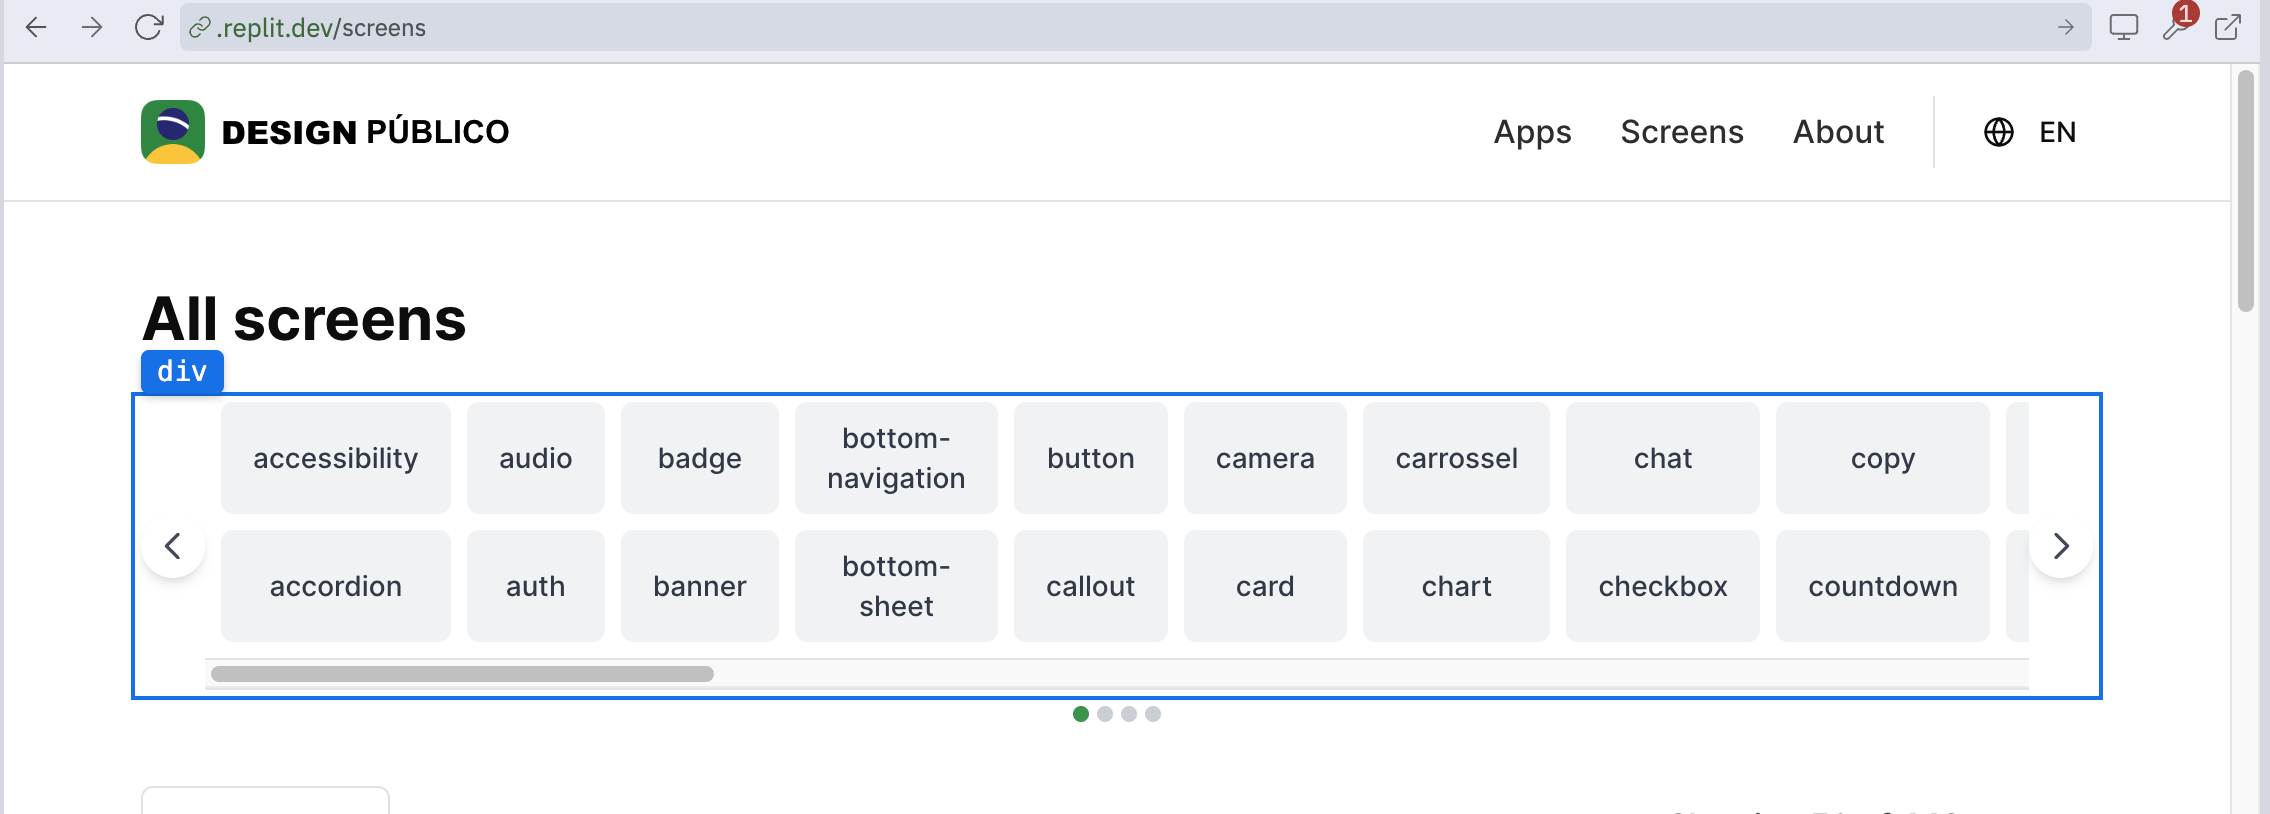 .replit.dev/screens
1
DESIGN PÚBLICO
Apps Screens About EN
All screens
div
accessibility audio badge bottom-navigation button camera carrossel chat copy
accordion auth banner bottom-sheet callout card chart checkbox countdown